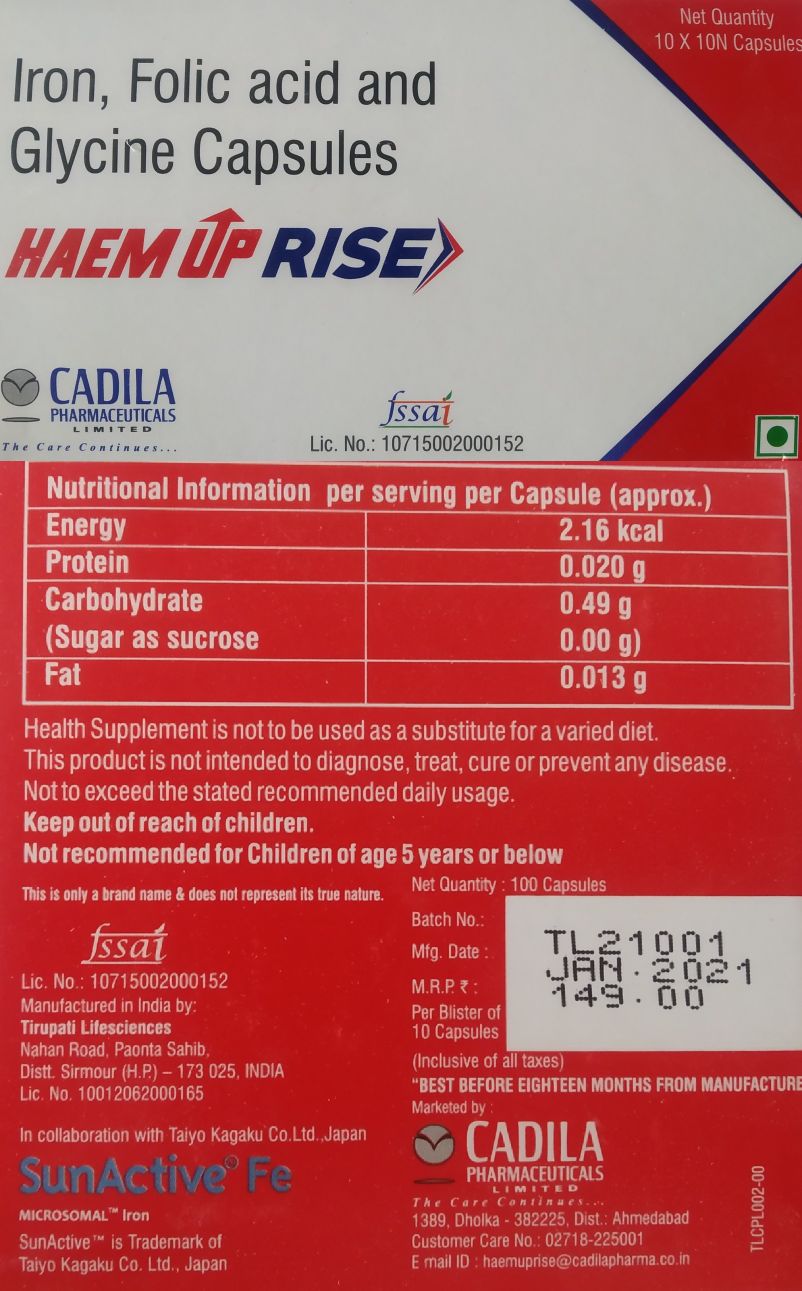 Net Quantity
10 X 10N Capsules
Iron, Folic acid and
Glycine Capsules
HAEM UP RISE
CADILA
PHARMACEUTICALS
LIMITED
The Care Continues...
fssai
Lic. No.: 10715002000152
Nutritional Information per serving per Capsule (approx.)
Energy 2.16 kcal
Protein 0.020 g
Carbohydrate 0.49 g
(Sugar as sucrose 0.00 g)
Fat 0.013 g
Health Supplement is not to be used as a substitute for a varied diet.
This product is not intended to diagnose, treat, cure or prevent any disease.
Not to exceed the stated recommended daily usage.
Keep out of reach of children.
Not recommended for Children of age 5 years or below
This is only a brand name & does not represent its true nature.
fssai
Lic. No.: 10715002000152
Manufactured in India by:
Tirupati Lifesciences
Nahan Road, Paonta Sahib,
Distt. Sirmour (H.P.) – 173 025, INDIA
Lic. No. 10012062000165
In collaboration with Taiyo Kagaku Co.Ltd.,Japan
SunActive® Fe
MICROSOMAL™ Iron
SunActive™ is Trademark of
Taiyo Kagaku Co. Ltd., Japan
Net Quantity : 100 Capsules
Batch No.: TL21001
Mfg. Date : JAN.2021
M.R.P. ₹ : 149.00
Per Blister of
10 Capsules
(Inclusive of all taxes)
"BEST BEFORE EIGHTEEN MONTHS FROM MANUFACTURE
Marketed by :
CADILA
PHARMACEUTICALS
LIMITED
The Care Continues...
1389, Dholka - 382225, Dist.: Ahmedabad
Customer Care No.: 02718-225001
E mail ID : haemuprise@cadilapharma.co.in
TLCPL002-00